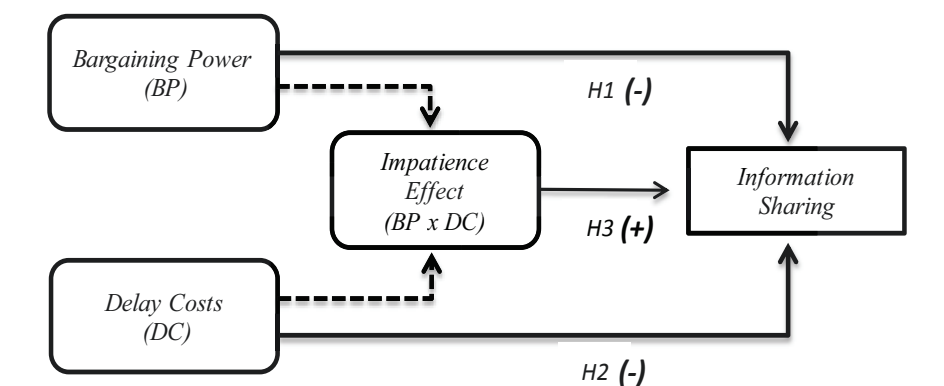 Bargaining Power
(BP)
H1 (-)
Impatience
Effect
(BP x DC)
Information
Sharing
H3 (+)
Delay Costs
(DC)
H2 (-)